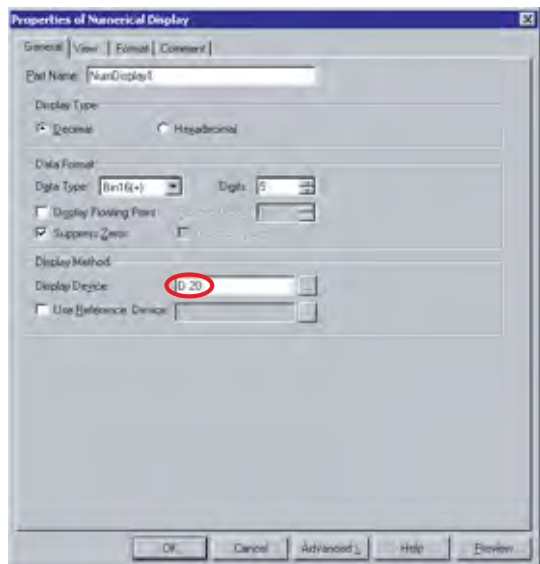 Properties of Numerical Display
General View Format Comment
Part Name: NumDisplay1
Display Type
Decimal Hexadecimal
Data Format
Data Type: Bin16(+) Digits: 5
Display Floating Point
Suppress Zeros
Display Method
Display Device: D 20
Use Reference Device:
OK Cancel Advanced Help Preview